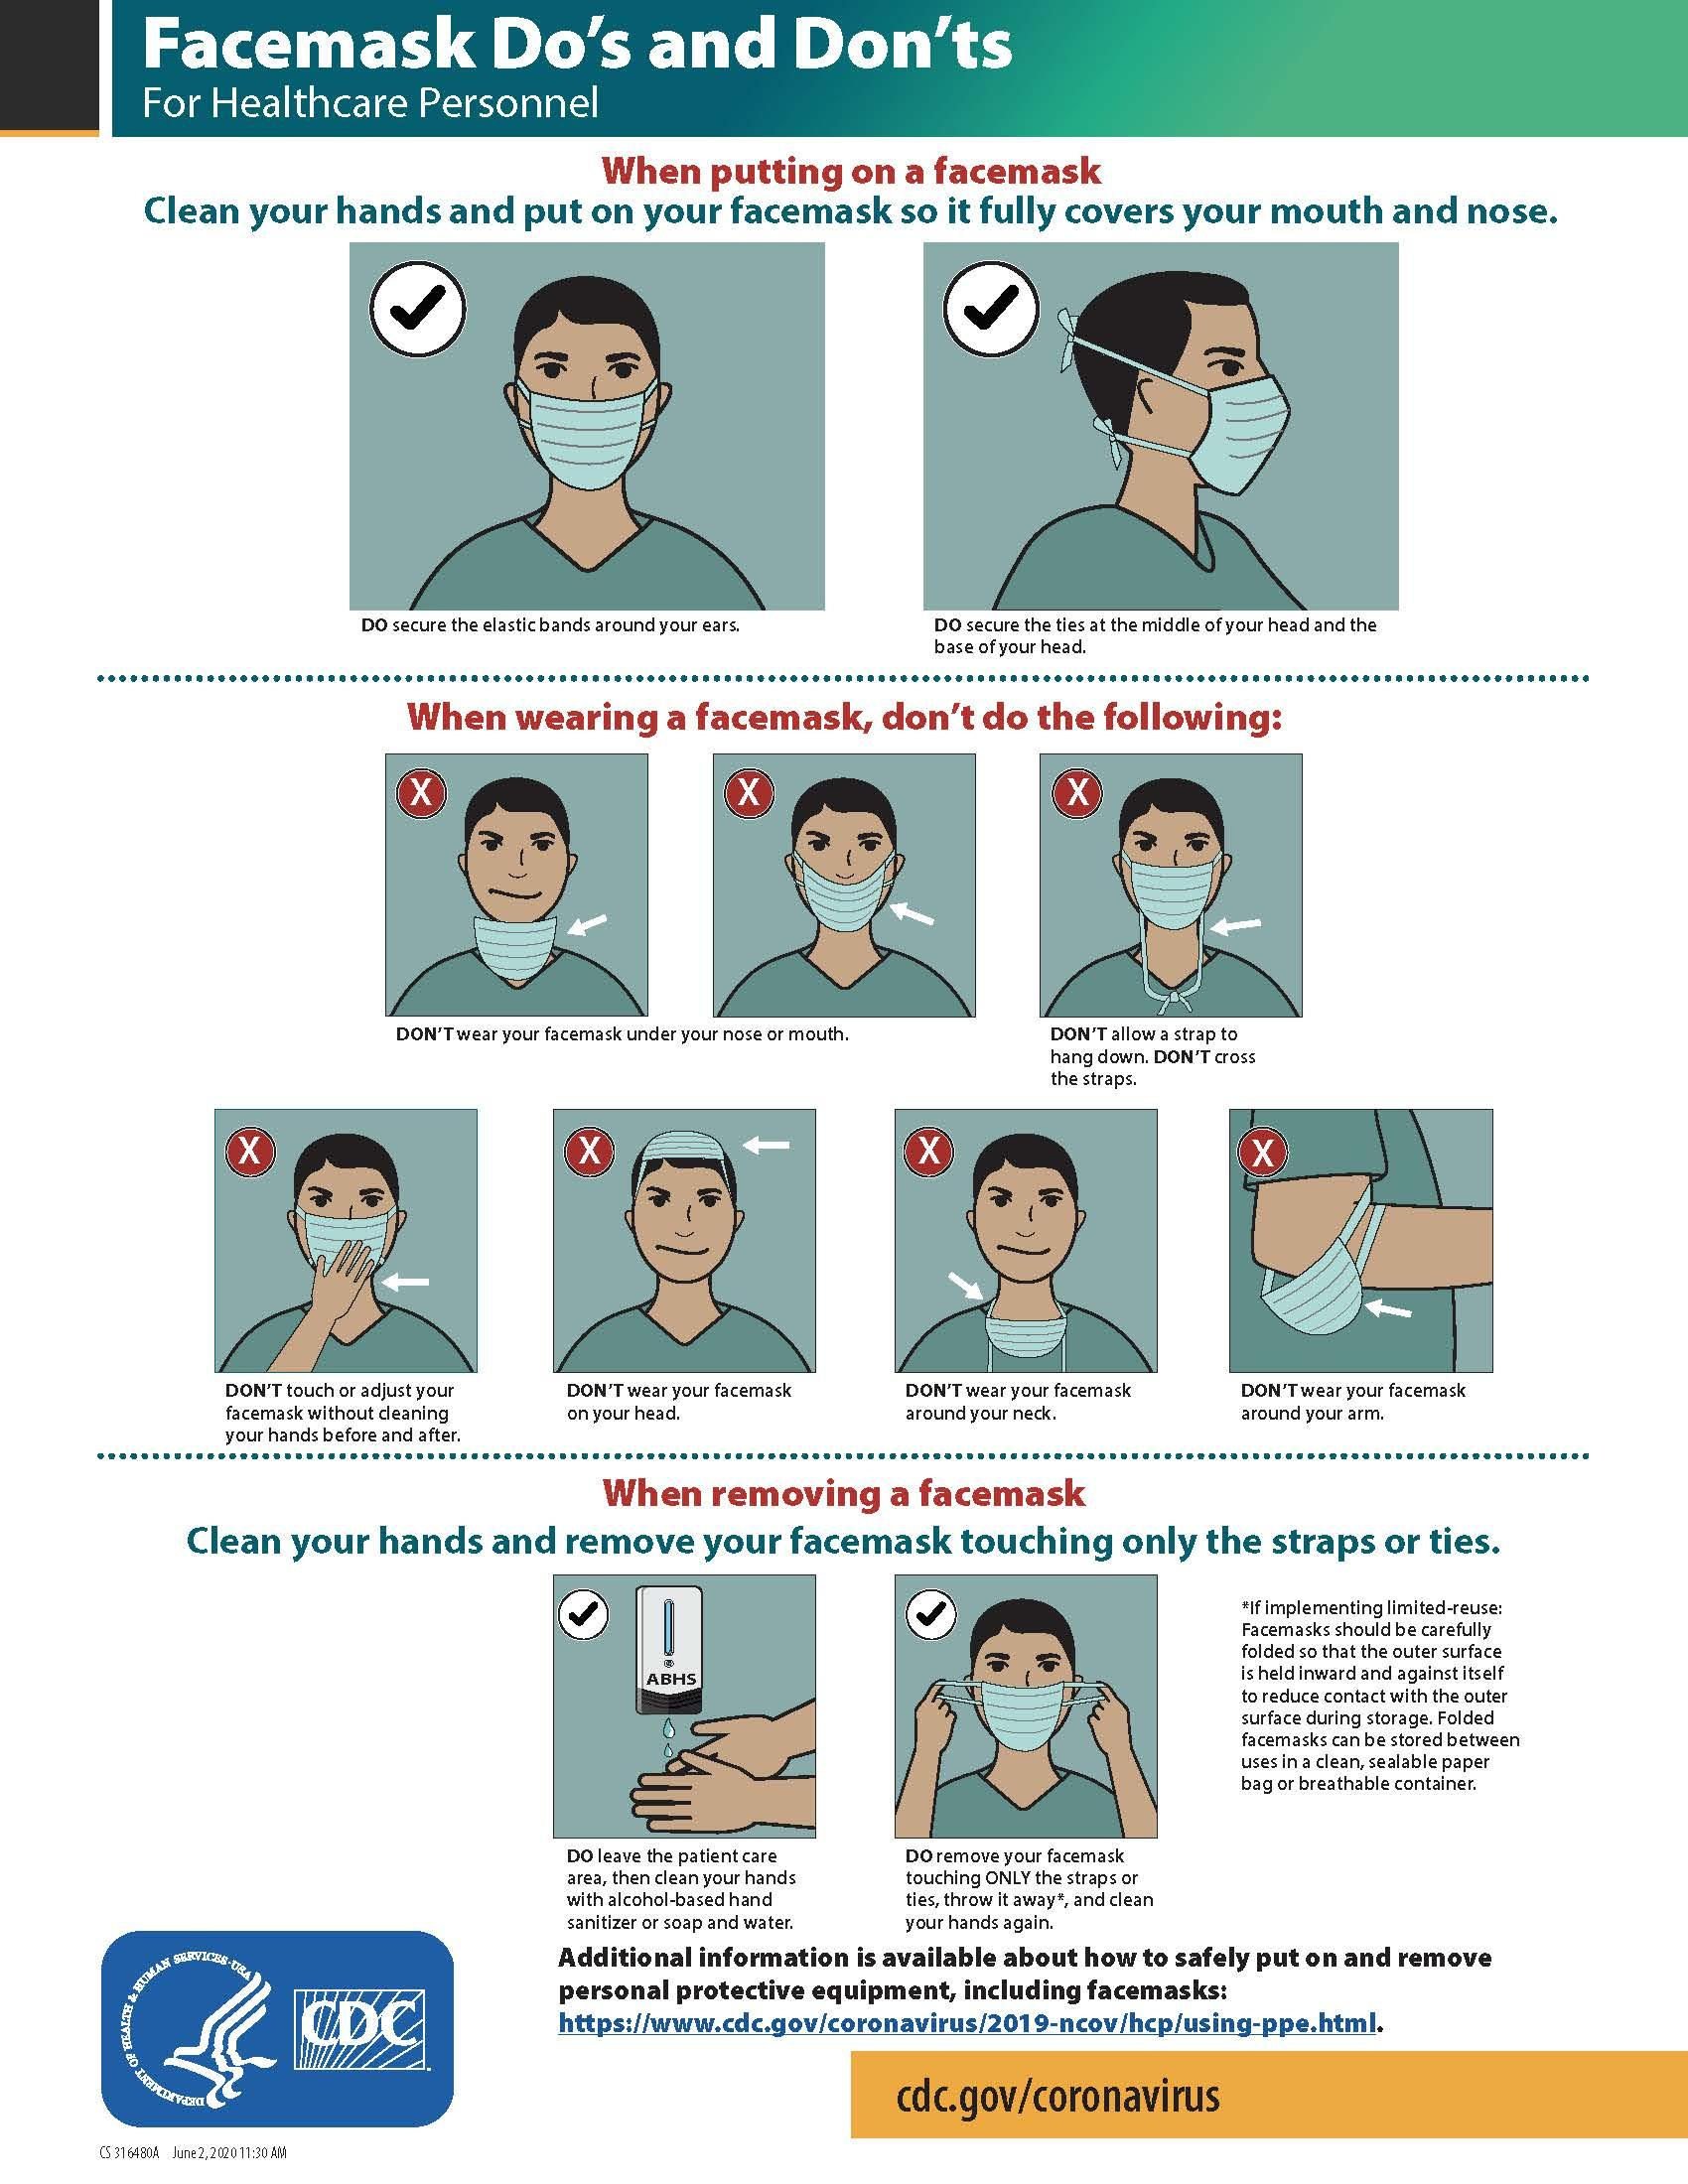 Facemask Do’s and Don’ts
For Healthcare Personnel
When putting on a facemask
Clean your hands and put on your facemask so it fully covers your mouth and nose.
DO secure the elastic bands around your ears.
DO secure the ties at the middle of your head and the
base of your head.
When wearing a facemask, don’t do the following:
X
X
X
DON’T wear your facemask under your nose or mouth.
DON’T allow a strap to
hang down. DON’T cross
the straps.
X
X
X
X
DON’T touch or adjust your
facemask without cleaning
your hands before and after.
DON’T wear your facemask
on your head.
DON’T wear your facemask
around your neck.
DON’T wear your facemask
around your arm.
When removing a facemask
Clean your hands and remove your facemask touching only the straps or ties.
ABHS
DO leave the patient care
area, then clean your hands
with alcohol-based hand
sanitizer or soap and water.
DO remove your facemask
touching ONLY the straps or
ties, throw it away*, and clean
your hands again.
*If implementing limited-reuse:
Facemasks should be carefully
folded so that the outer surface
is held inward and against itself
to reduce contact with the outer
surface during storage. Folded
facemasks can be stored between
uses in a clean, sealable paper
bag or breathable container.
DEPARTMENT OF HEALTH & HUMAN SERVICES·USA
CDC
Additional information is available about how to safely put on and remove
personal protective equipment, including facemasks:
https://www.cdc.gov/coronavirus/2019-ncov/hcp/using-ppe.html.
cdc.gov/coronavirus
CS 316480A June 2, 2020 11:30 AM